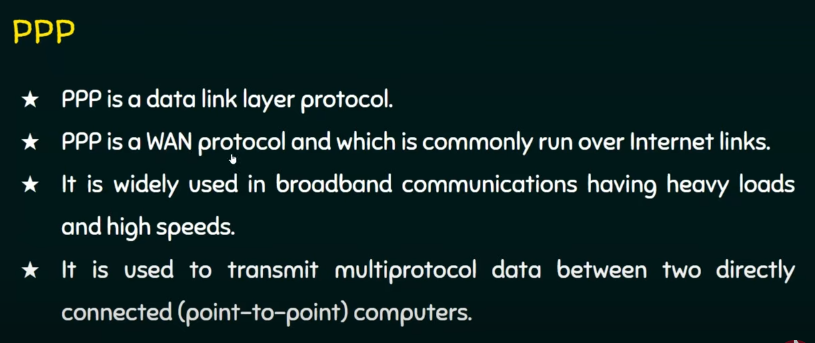 PPP
★ PPP is a data link layer protocol.
★ PPP is a WAN protocol and which is commonly run over Internet links.
★ It is widely used in broadband communications having heavy loads
and high speeds.
★ It is used to transmit multiprotocol data between two directly
connected (point-to-point) computers.